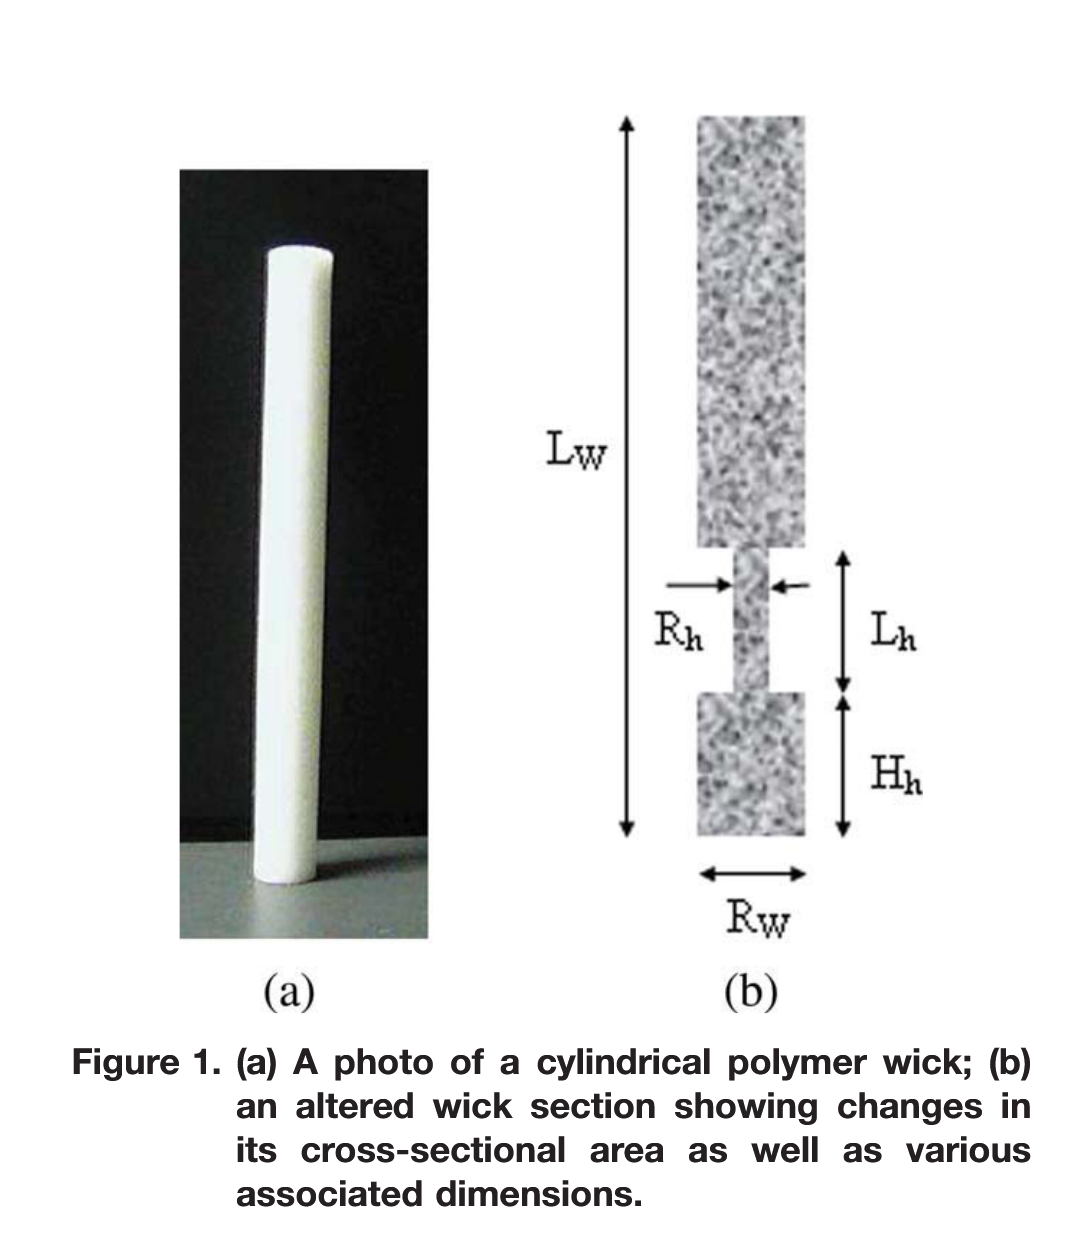 Lw
Rh
Lh
Hh
Rw
(a)
(b)
Figure 1. (a) A photo of a cylindrical polymer wick; (b)
an altered wick section showing changes in
its cross-sectional area as well as various
associated dimensions.